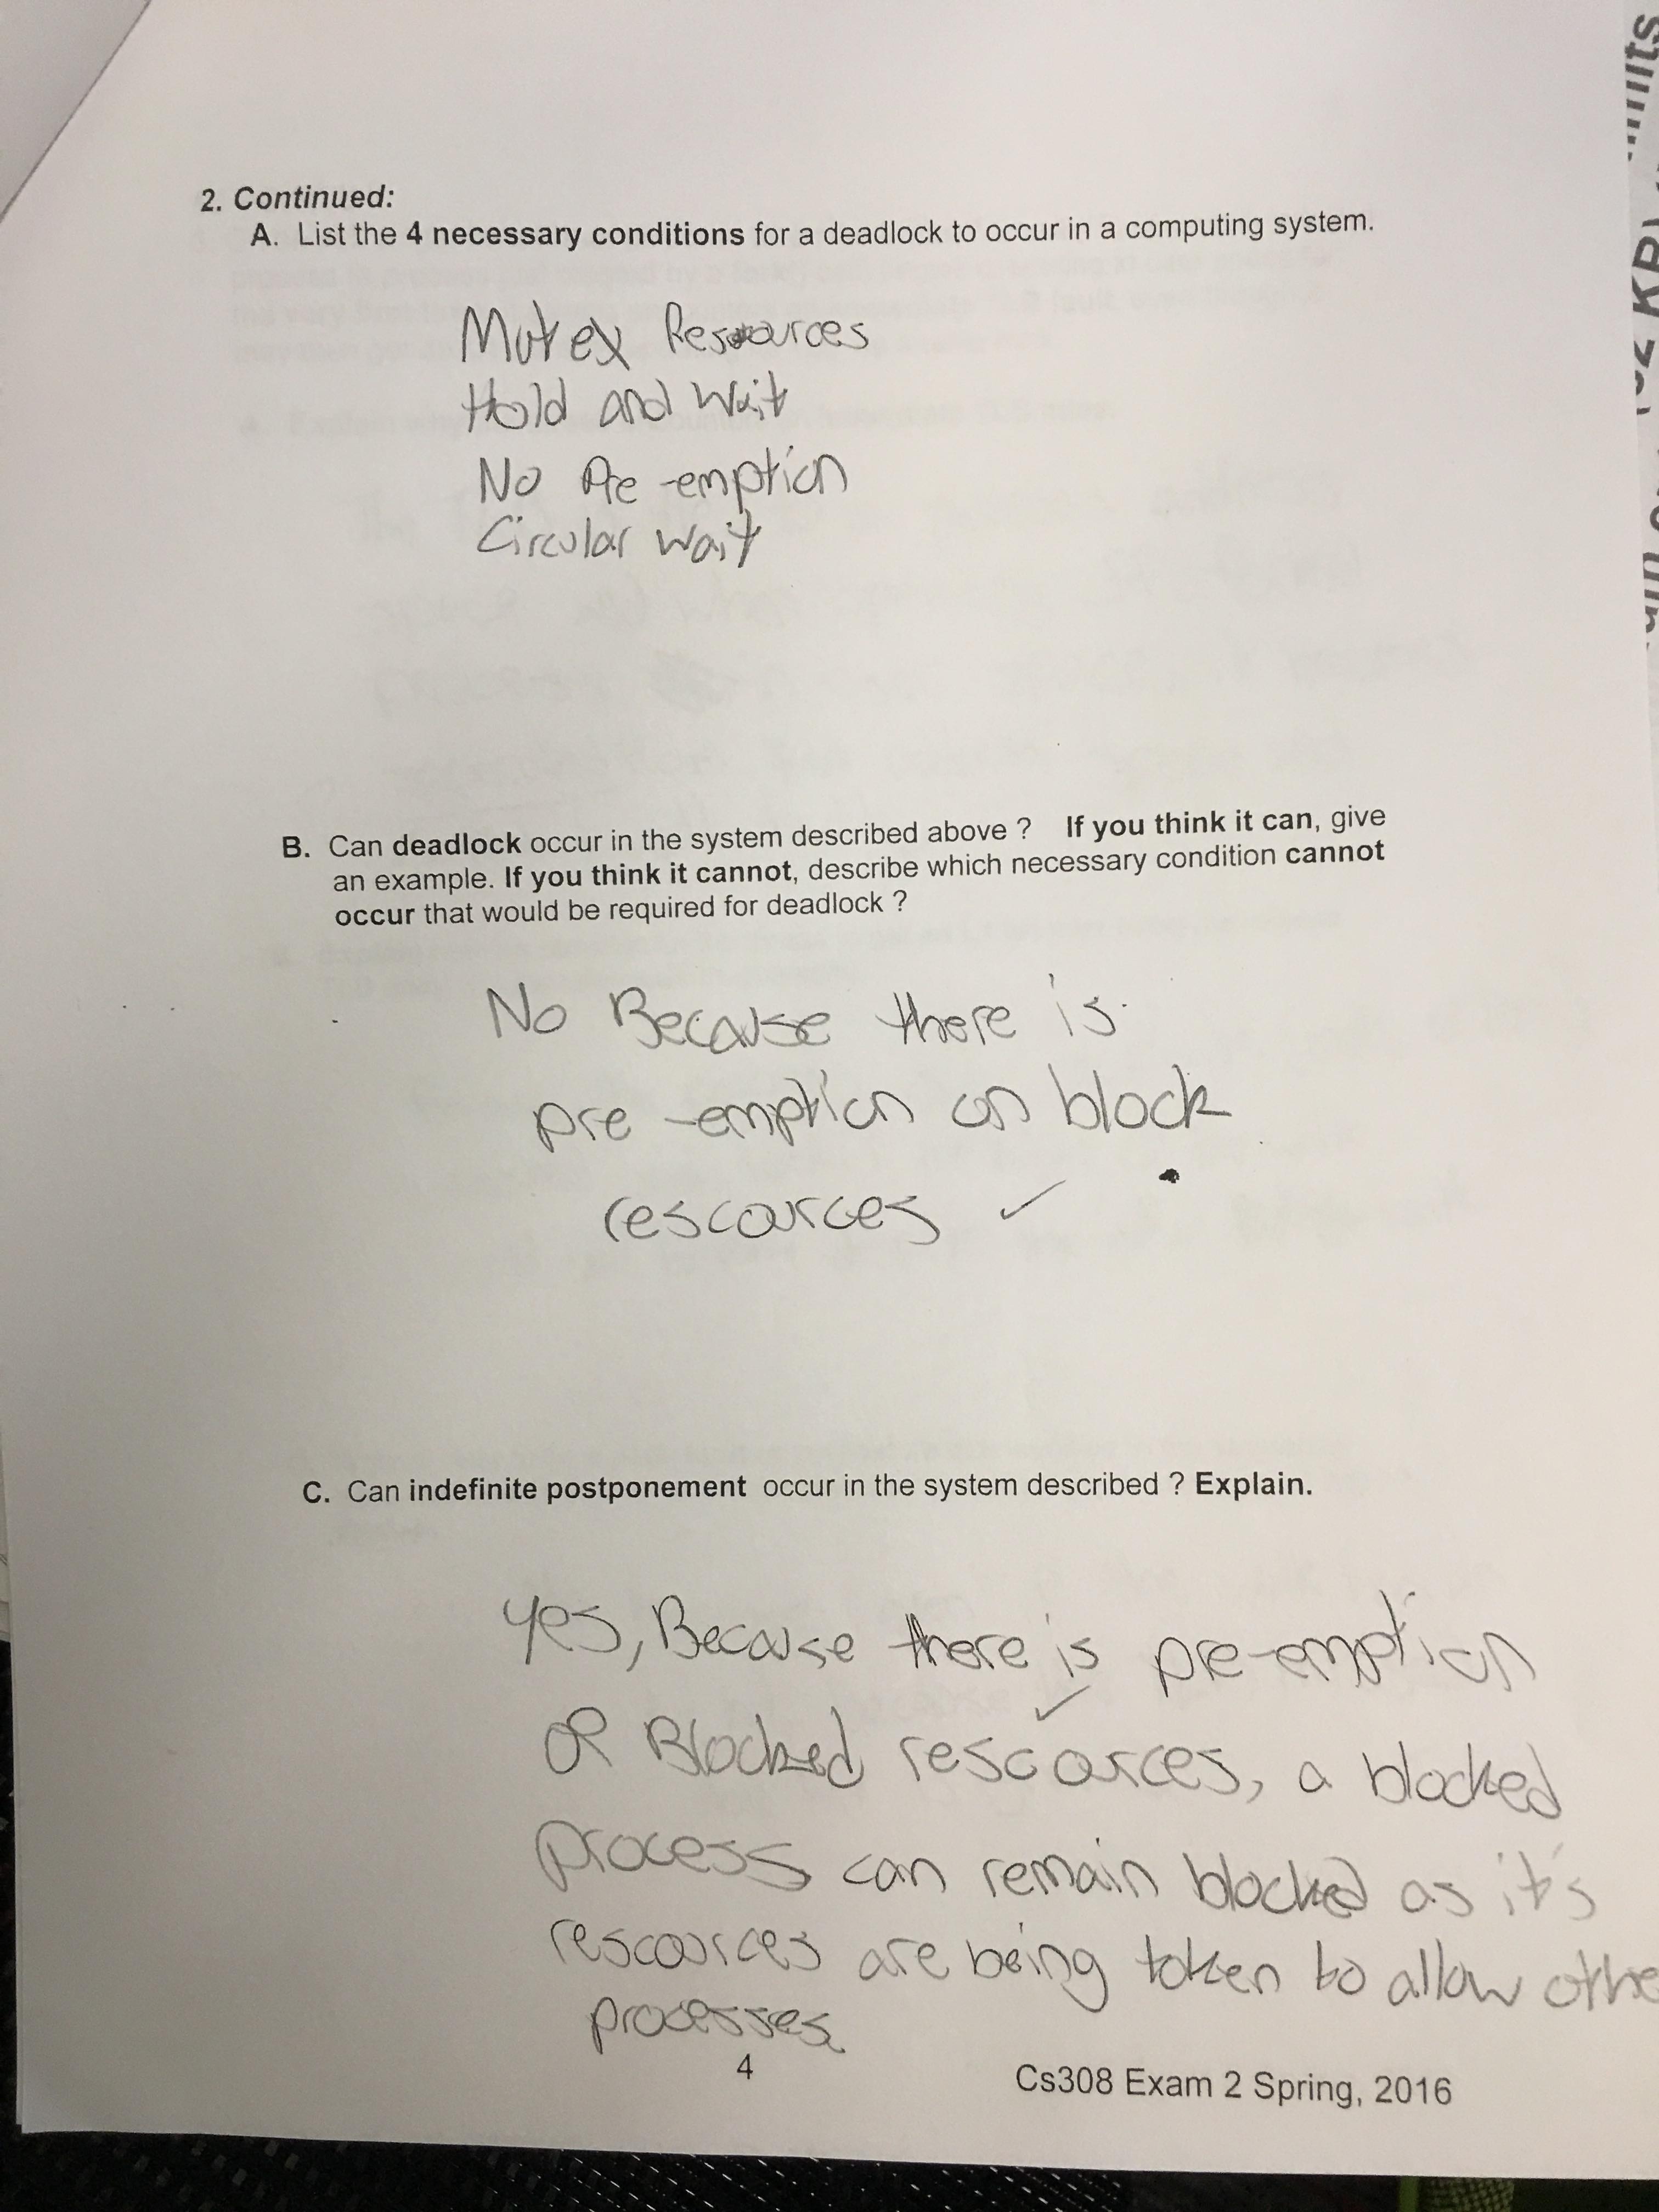 2. Continued:
A. List the 4 necessary conditions for a deadlock to occur in a computing system.
Mutex Resources
Hold and Wait
No Pre-emption
Circular wait
B. Can deadlock occur in the system described above ? If you think it can, give
an example. If you think it cannot, describe which necessary condition cannot
occur that would be required for deadlock ?
No Because there is
pre-emption on block
rescources ✓
C. Can indefinite postponement occur in the system described ? Explain.
Yes, Because there is pre-emption
of Blocked rescources, a blocked
process can remain blocked as it's
rescources are being taken to allow othe
processes
4
Cs308 Exam 2 Spring, 2016